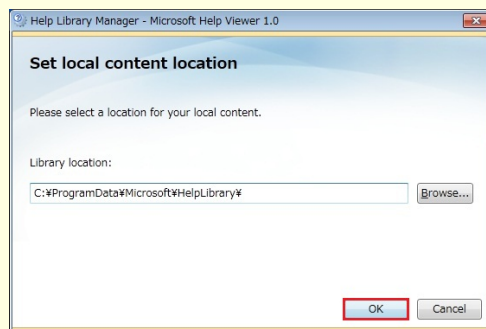 Help Library Manager - Microsoft Help Viewer 1.0
Set local content location
Please select a location for your local content.
Library location:
C:¥ProgramData¥Microsoft¥HelpLibrary¥
Browse...
OK Cancel